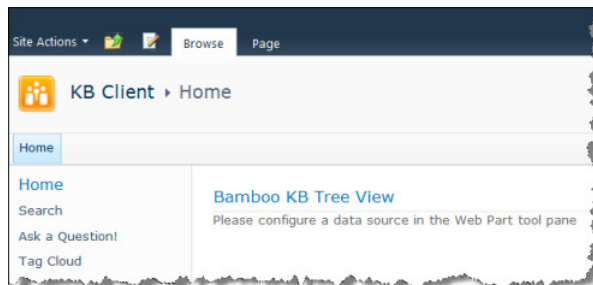 Site Actions Browse Page
KB Client Home
Home
Home
Search
Ask a Question!
Tag Cloud
Bamboo KB Tree View
Please configure a data source in the Web Part tool pane